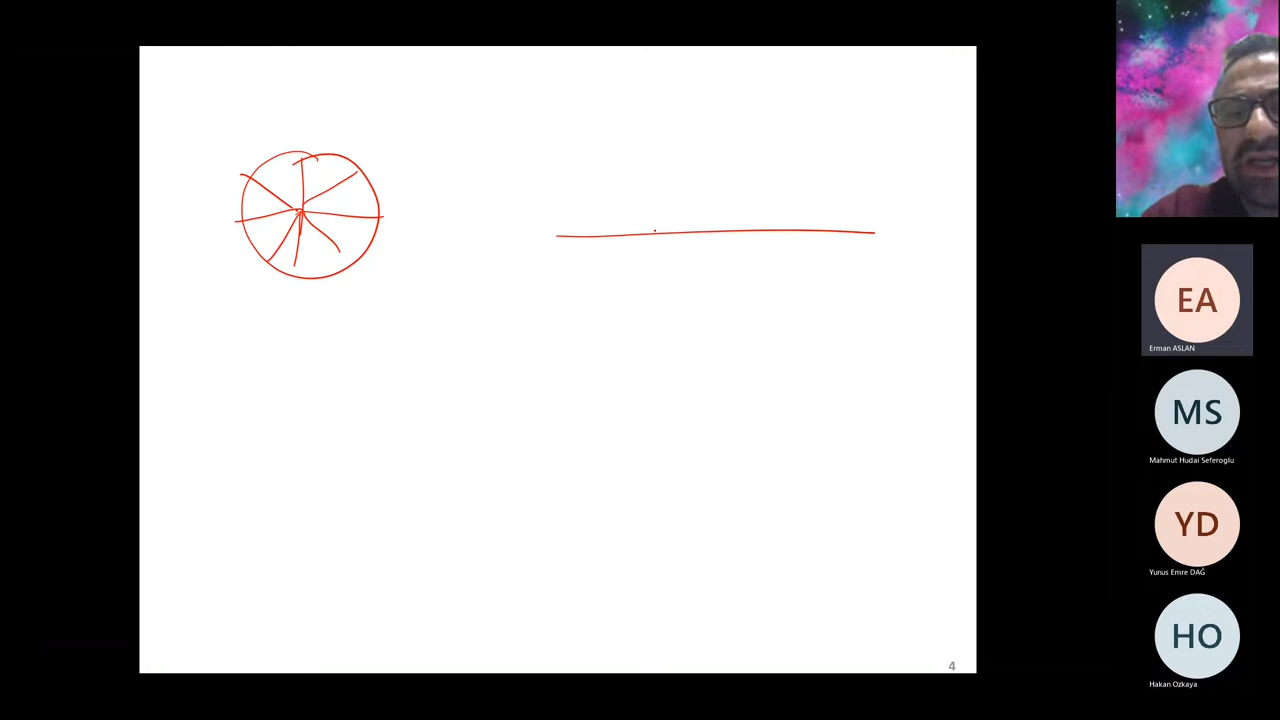 EA
Erman ASLAN
MS
Mahmut Hudai Seferoglu
YD
Yunus Emre DAĞ
HO
Hakan Ozkaya
4